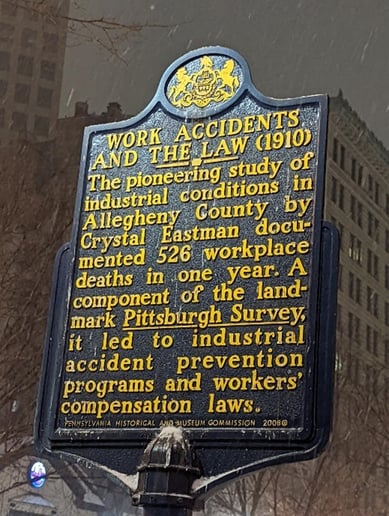 WORK ACCIDENTS
AND THE LAW (1910)
The pioneering study of
industrial conditions in
Allegheny County by
Crystal Eastman docu-
mented 526 workplace
deaths in one year. A
component of the land-
mark Pittsburgh Survey,
it led to industrial
accident prevention
programs and workers'
compensation laws.
PENNSYLVANIA HISTORICAL AND MUSEUM COMMISSION 2008©